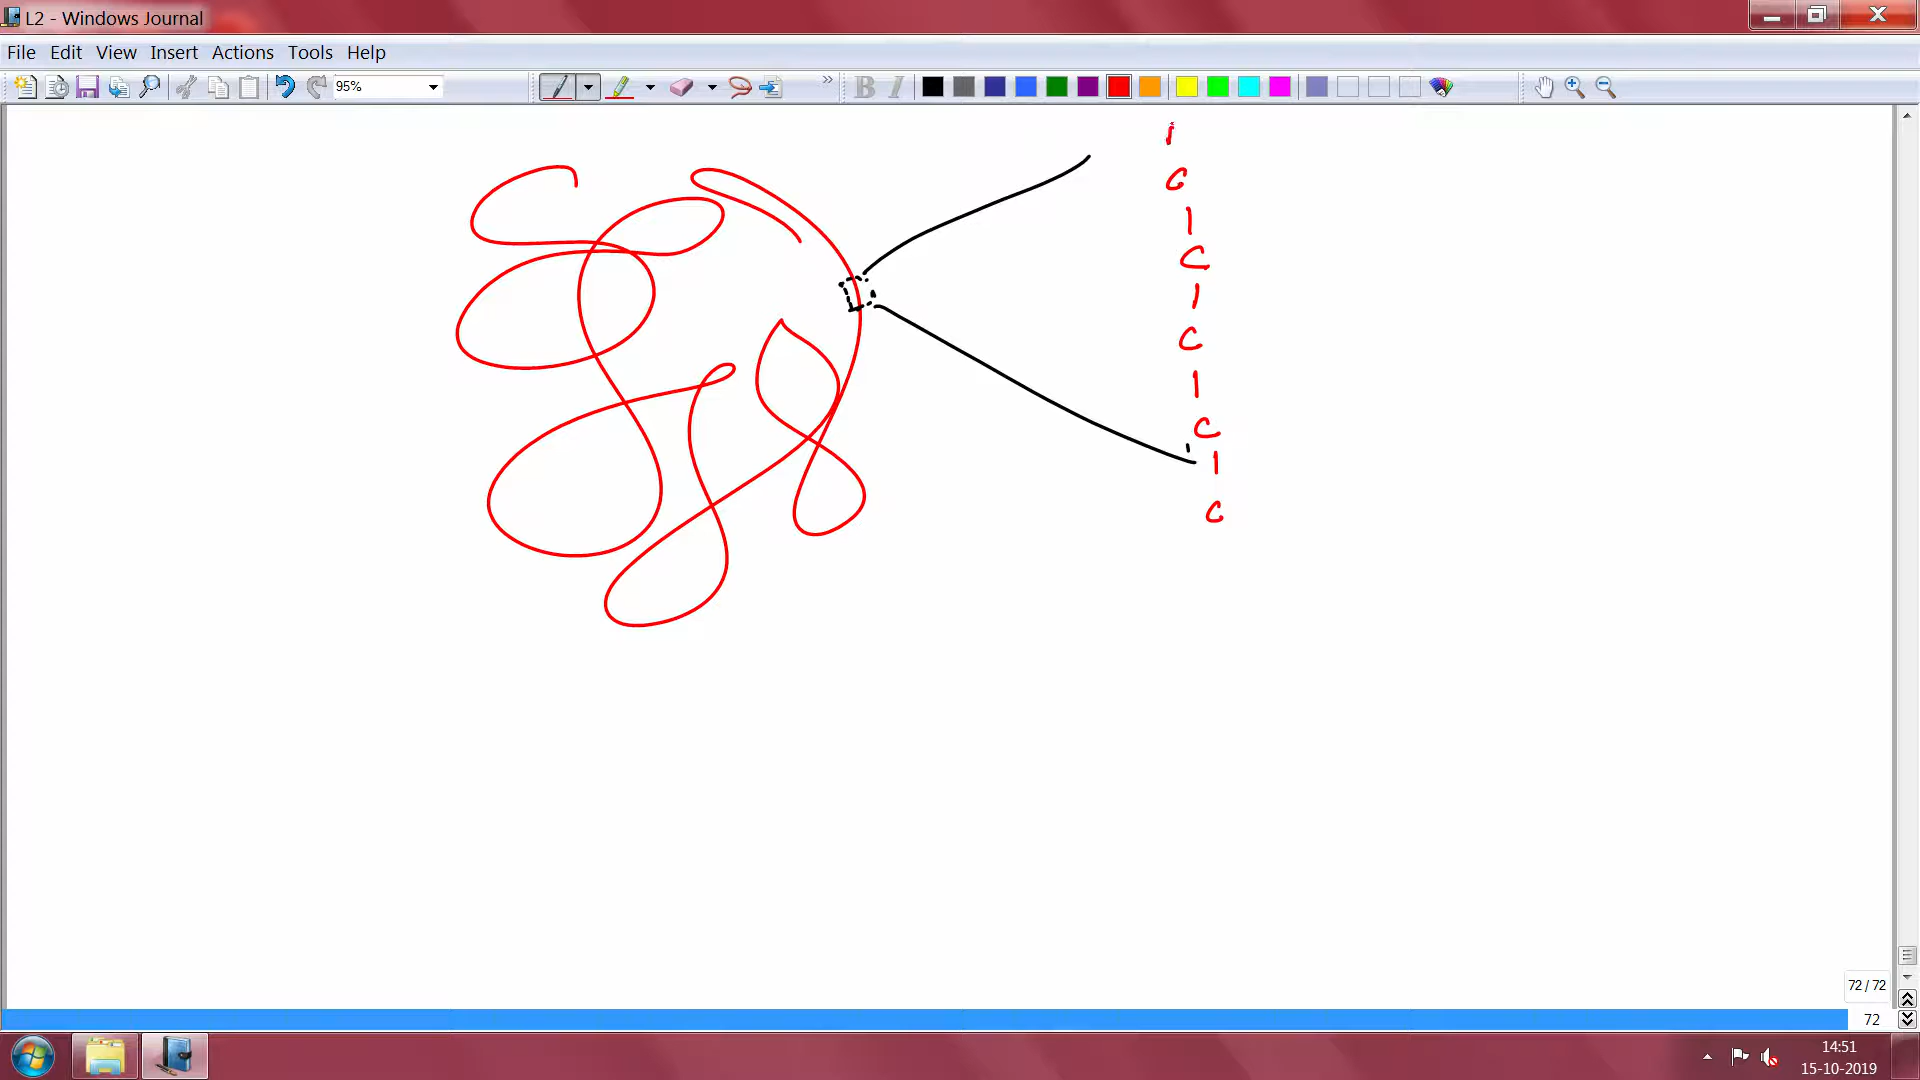 L2 - Windows Journal
File Edit View Insert Actions Tools Help
95%
B I
C
C
C
C
C
72 / 72
72
14:51
15-10-2019